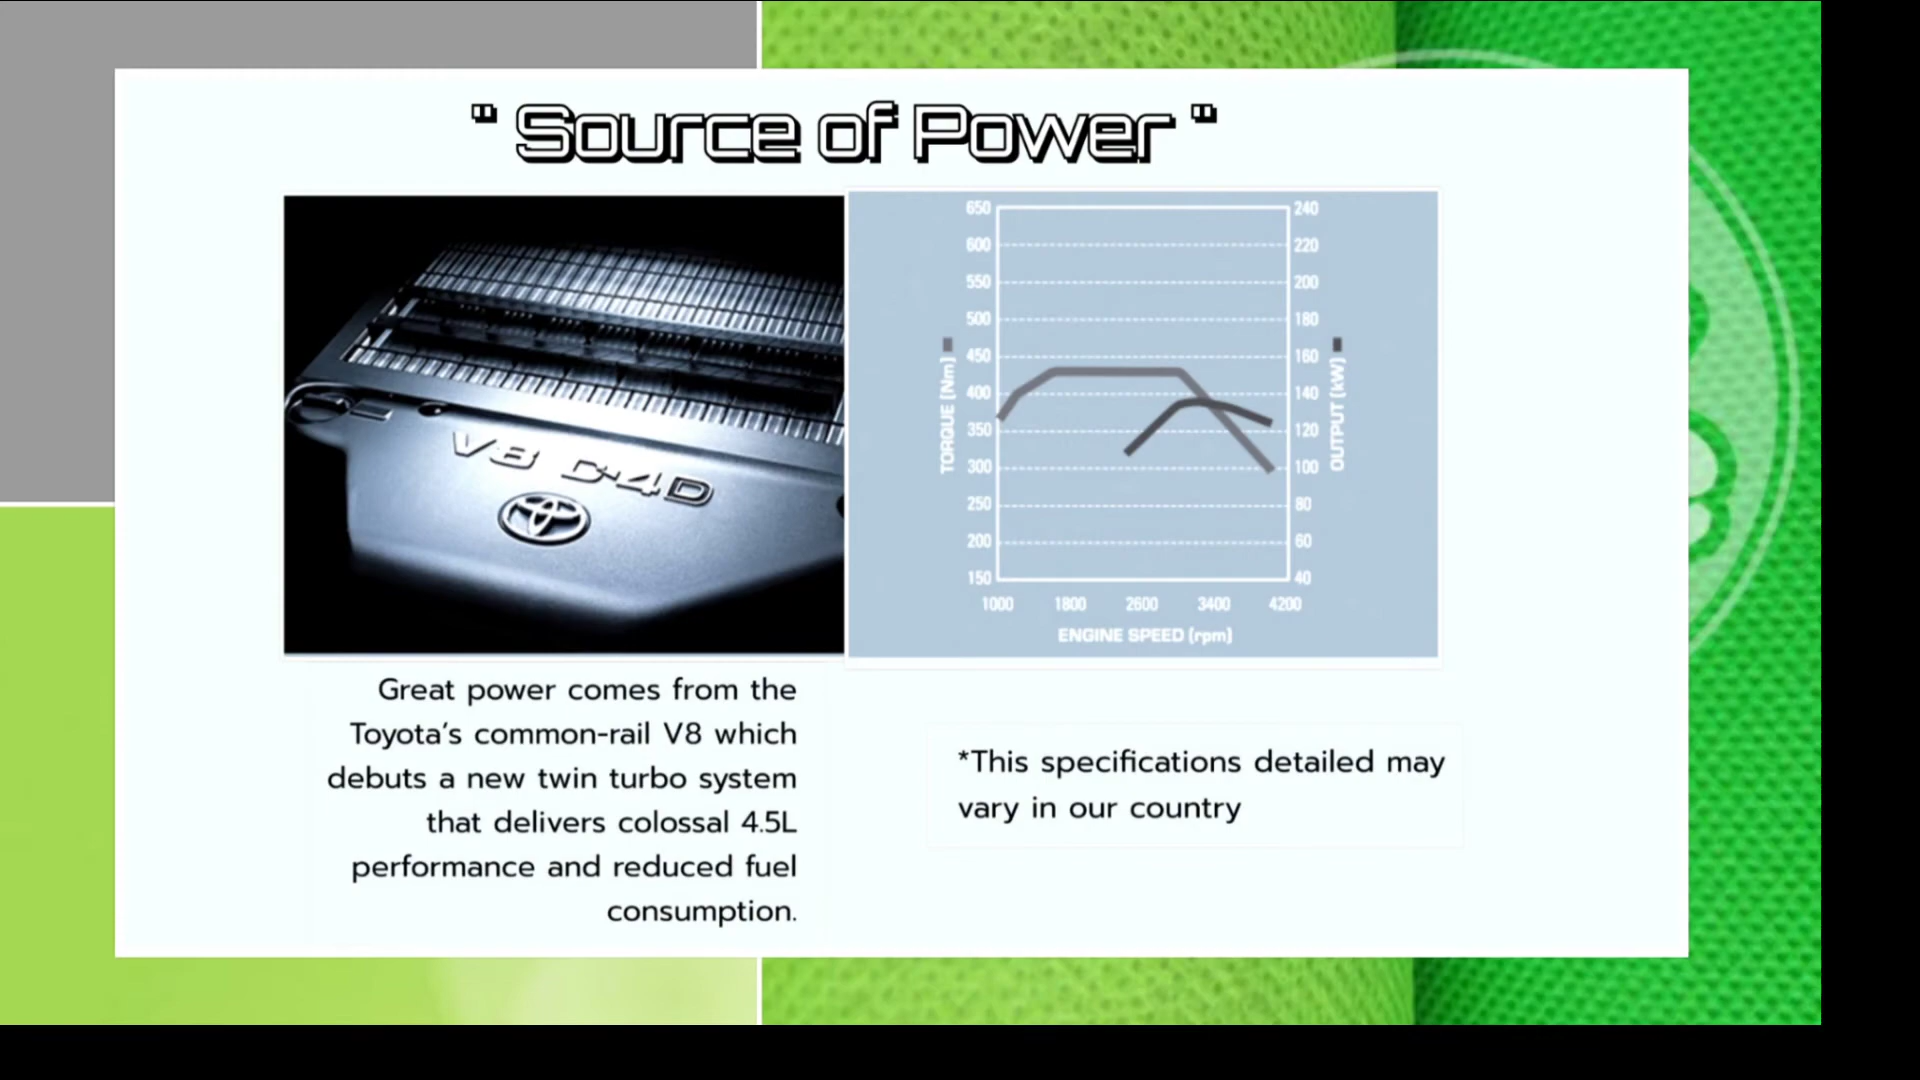 " Source of Power "
V8 D-4D
650
600
550
500
450
400
350
300
250
200
150
TORQUE (Nm)
240
220
200
180
160
140
120
100
80
60
40
OUTPUT (kW)
1000 1800 2600 3400 4200
ENGINE SPEED (rpm)
Great power comes from the
Toyota's common-rail V8 which
debuts a new twin turbo system
that delivers colossal 4.5L
performance and reduced fuel
consumption.
*This specifications detailed may
vary in our country